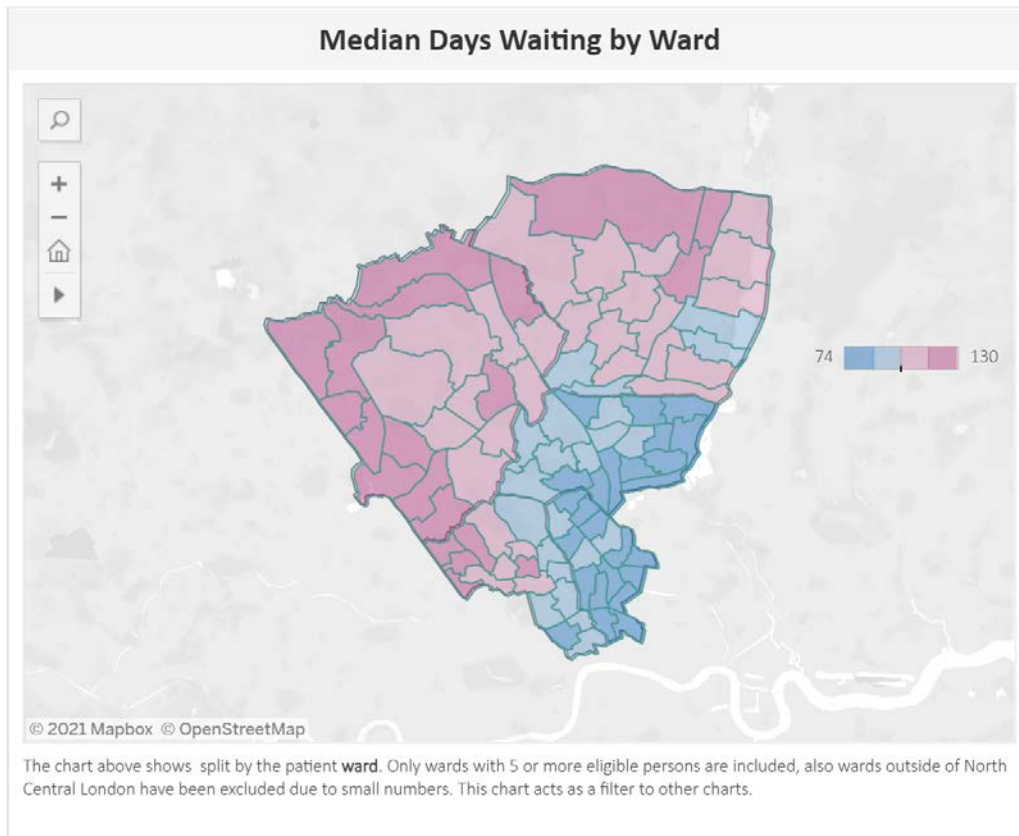 Median Days Waiting by Ward
74
130
© 2021 Mapbox © OpenStreetMap
The chart above shows  split by the patient ward. Only wards with 5 or more eligible persons are included, also wards outside of North
Central London have been excluded due to small numbers. This chart acts as a filter to other charts.